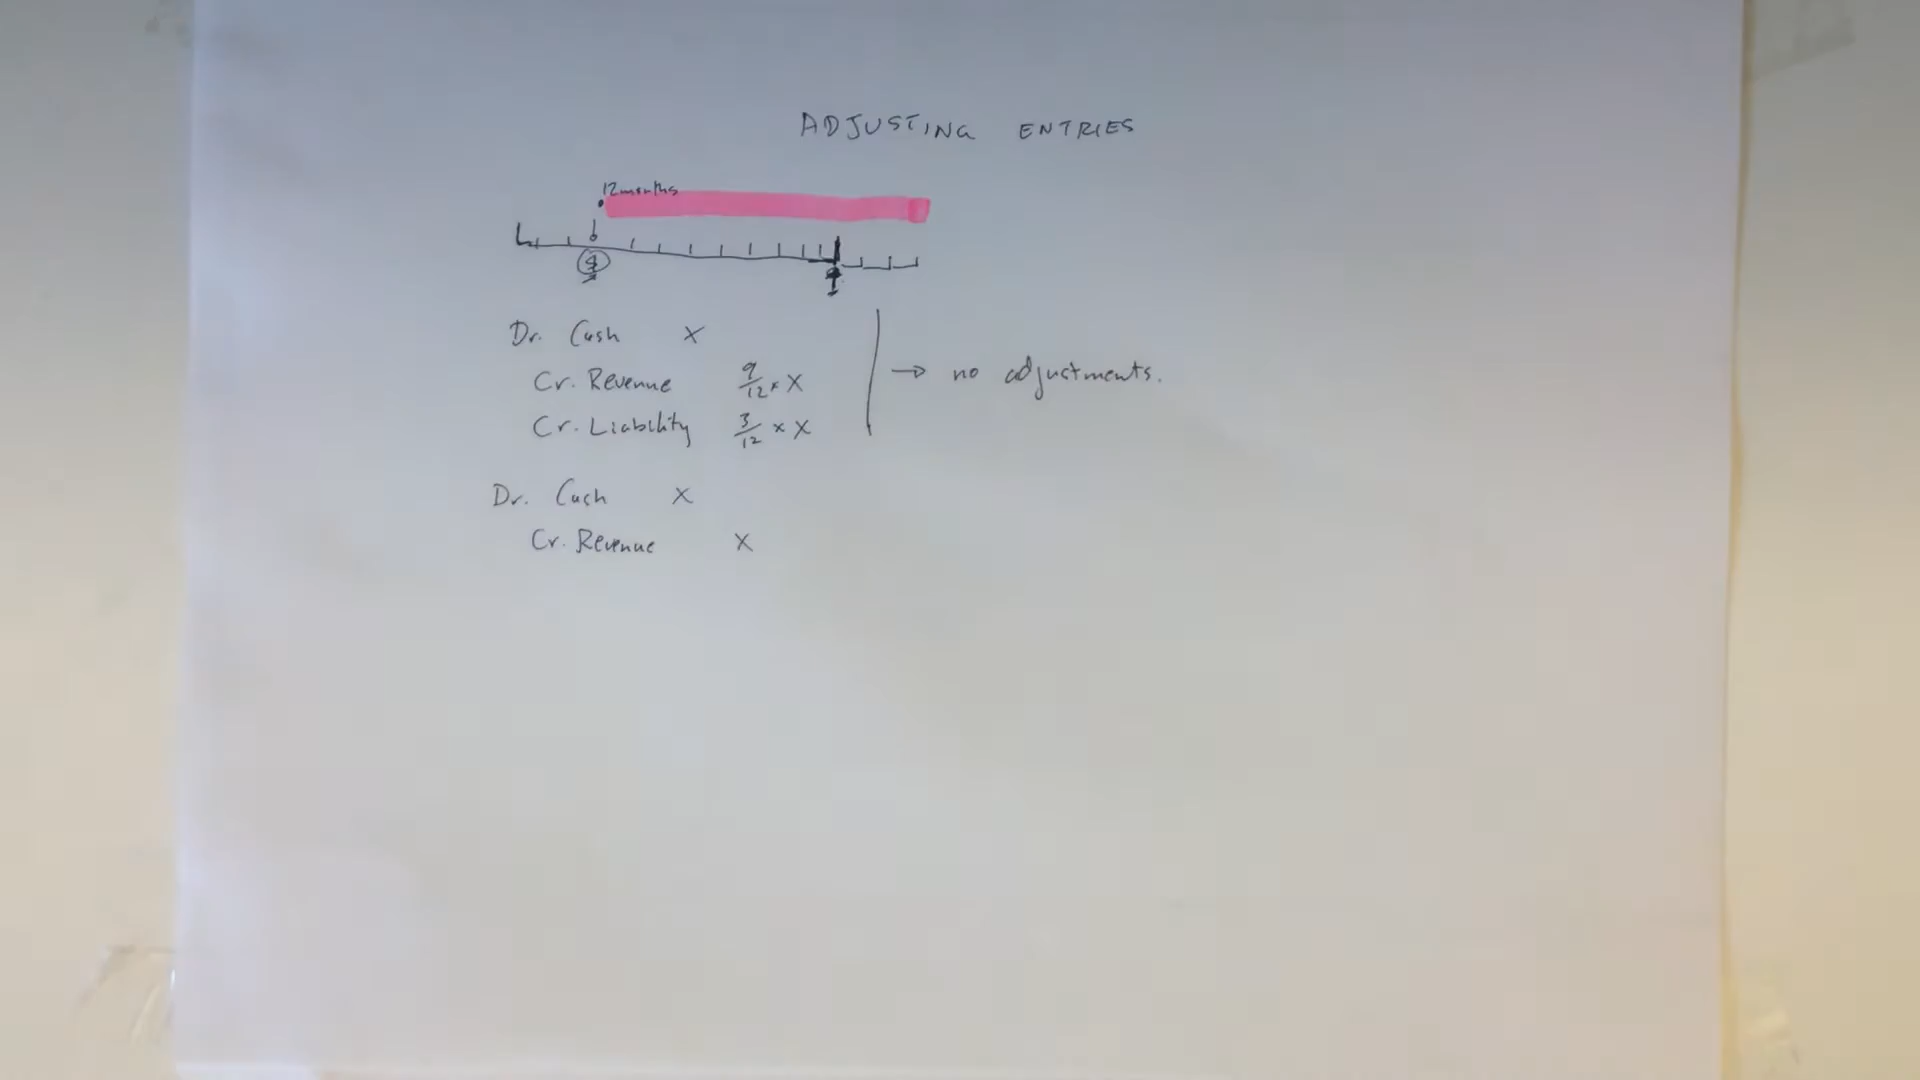 ADJUSTING ENTRIES
12 months
Dr. Cash X
Cr. Revenue 9/12 x X
Cr. Liability 3/12 x X
→ no adjustments.
Dr. Cash X
Cr. Revenue X